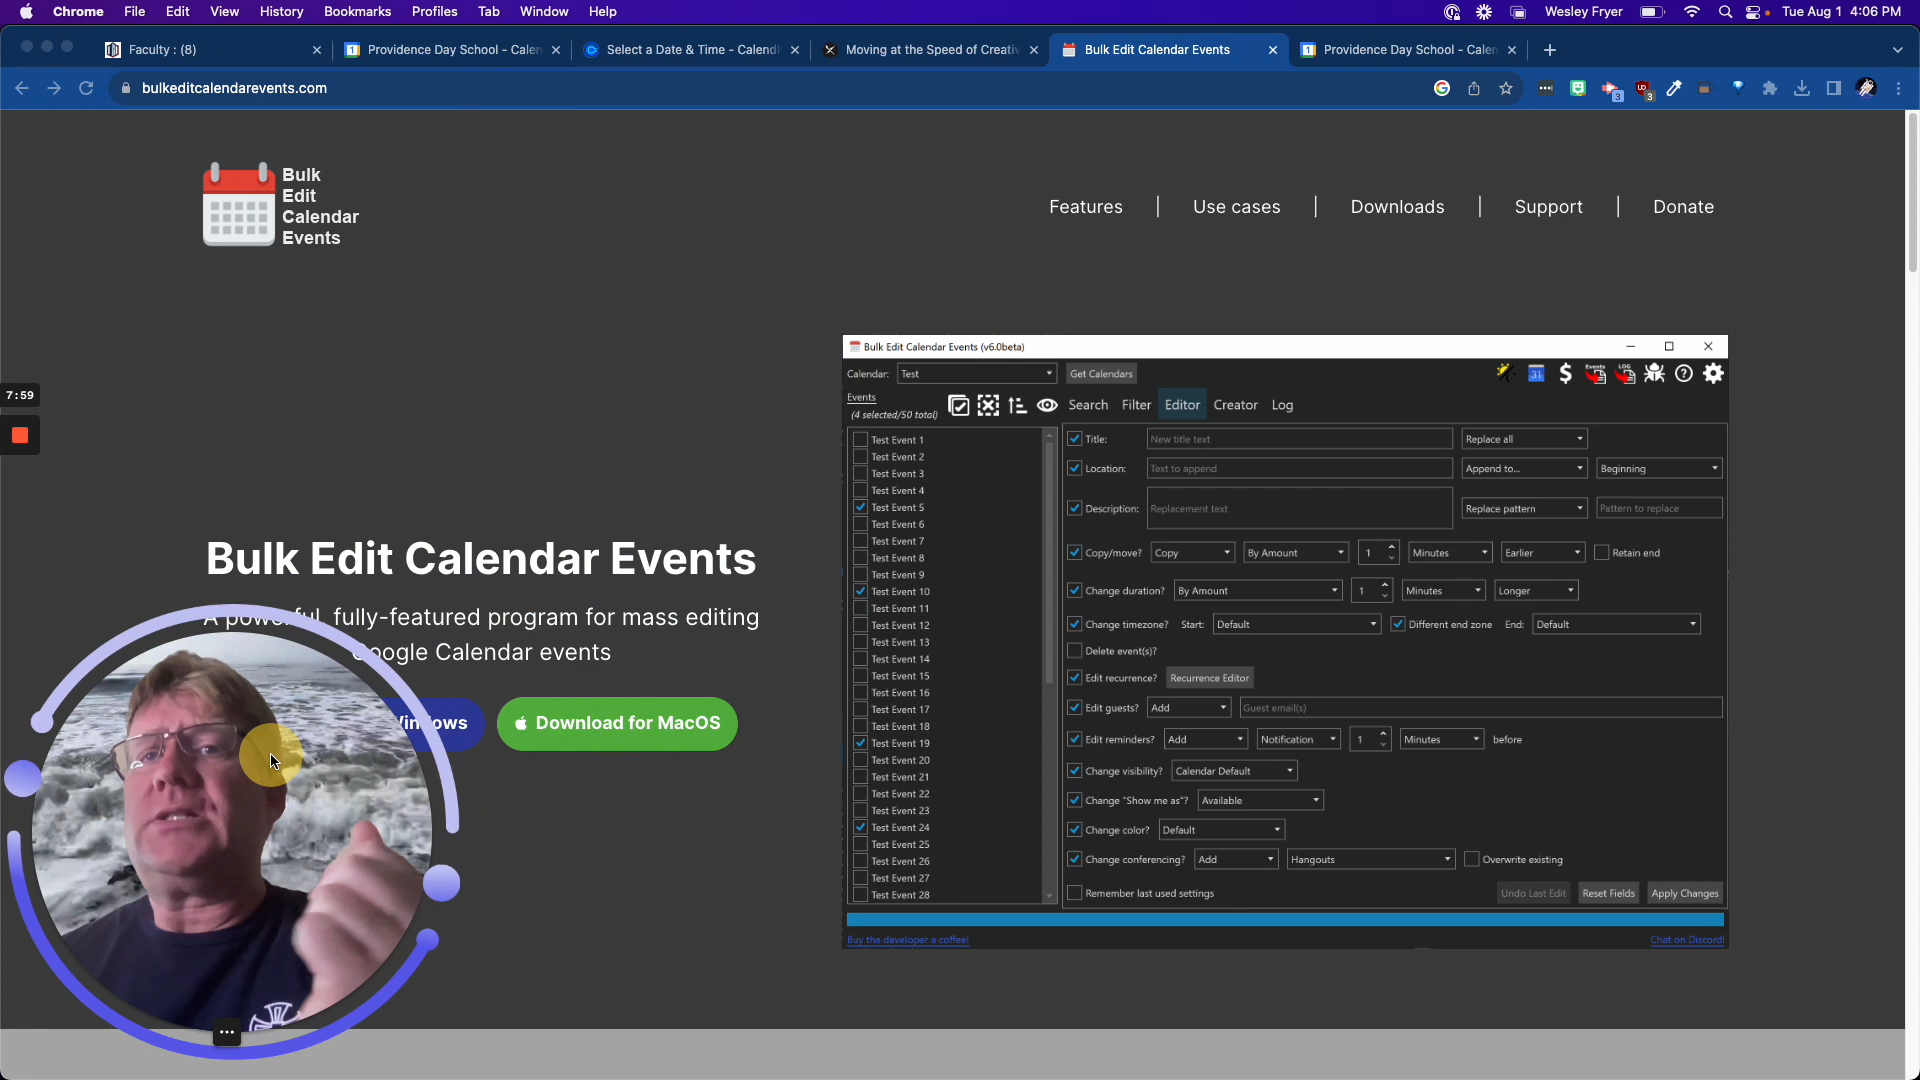 Chrome File Edit View History Bookmarks Profiles Tab Window Help Wesley Fryer Tue Aug 1 4:06 PM
Faculty : (8) Providence Day School - Calen Select a Date & Time - Calendl Moving at the Speed of Creativ Bulk Edit Calendar Events Providence Day School - Calen
bulkeditcalendarevents.com
3 3
Bulk
Edit
Calendar
Events
Features | Use cases | Downloads | Support | Donate
7:59
Bulk Edit Calendar Events
fully-featured program for mass editing
Calendar events
Download for MacOS
Bulk Edit Calendar Events (v6.0beta)
Calendar: Test Get Calendars
31 $ Events LOG
Events
(4 selected/50 total)
Search Filter Editor Creator Log
Test Event 1
Test Event 2
Test Event 3
Test Event 4
Test Event 5
Test Event 6
Test Event 7
Test Event 8
Test Event 9
Test Event 10
Test Event 11
Test Event 12
Test Event 13
Test Event 14
Test Event 15
Test Event 16
Test Event 17
Test Event 18
Test Event 19
Test Event 20
Test Event 21
Test Event 22
Test Event 23
Test Event 24
Test Event 25
Test Event 26
Test Event 27
Test Event 28
Title: New title text Replace all
Location: Text to append Append to... Beginning
Description: Replacement text Replace pattern Pattern to replace
Copy/move? Copy By Amount 1 Minutes Earlier Retain end
Change duration? By Amount 1 Minutes Longer
Change timezone? Start: Default Different end zone End: Default
Delete event(s)?
Edit recurrence? Recurrence Editor
Edit guests? Add Guest email(s)
Edit reminders? Add Notification 1 Minutes before
Change visibility? Calendar Default
Change "Show me as"? Available
Change color? Default
Change conferencing? Add Hangouts Overwrite existing
Remember last used settings Undo Last Edit Reset Fields Apply Changes
Buy the developer a coffee! Chat on Discord!